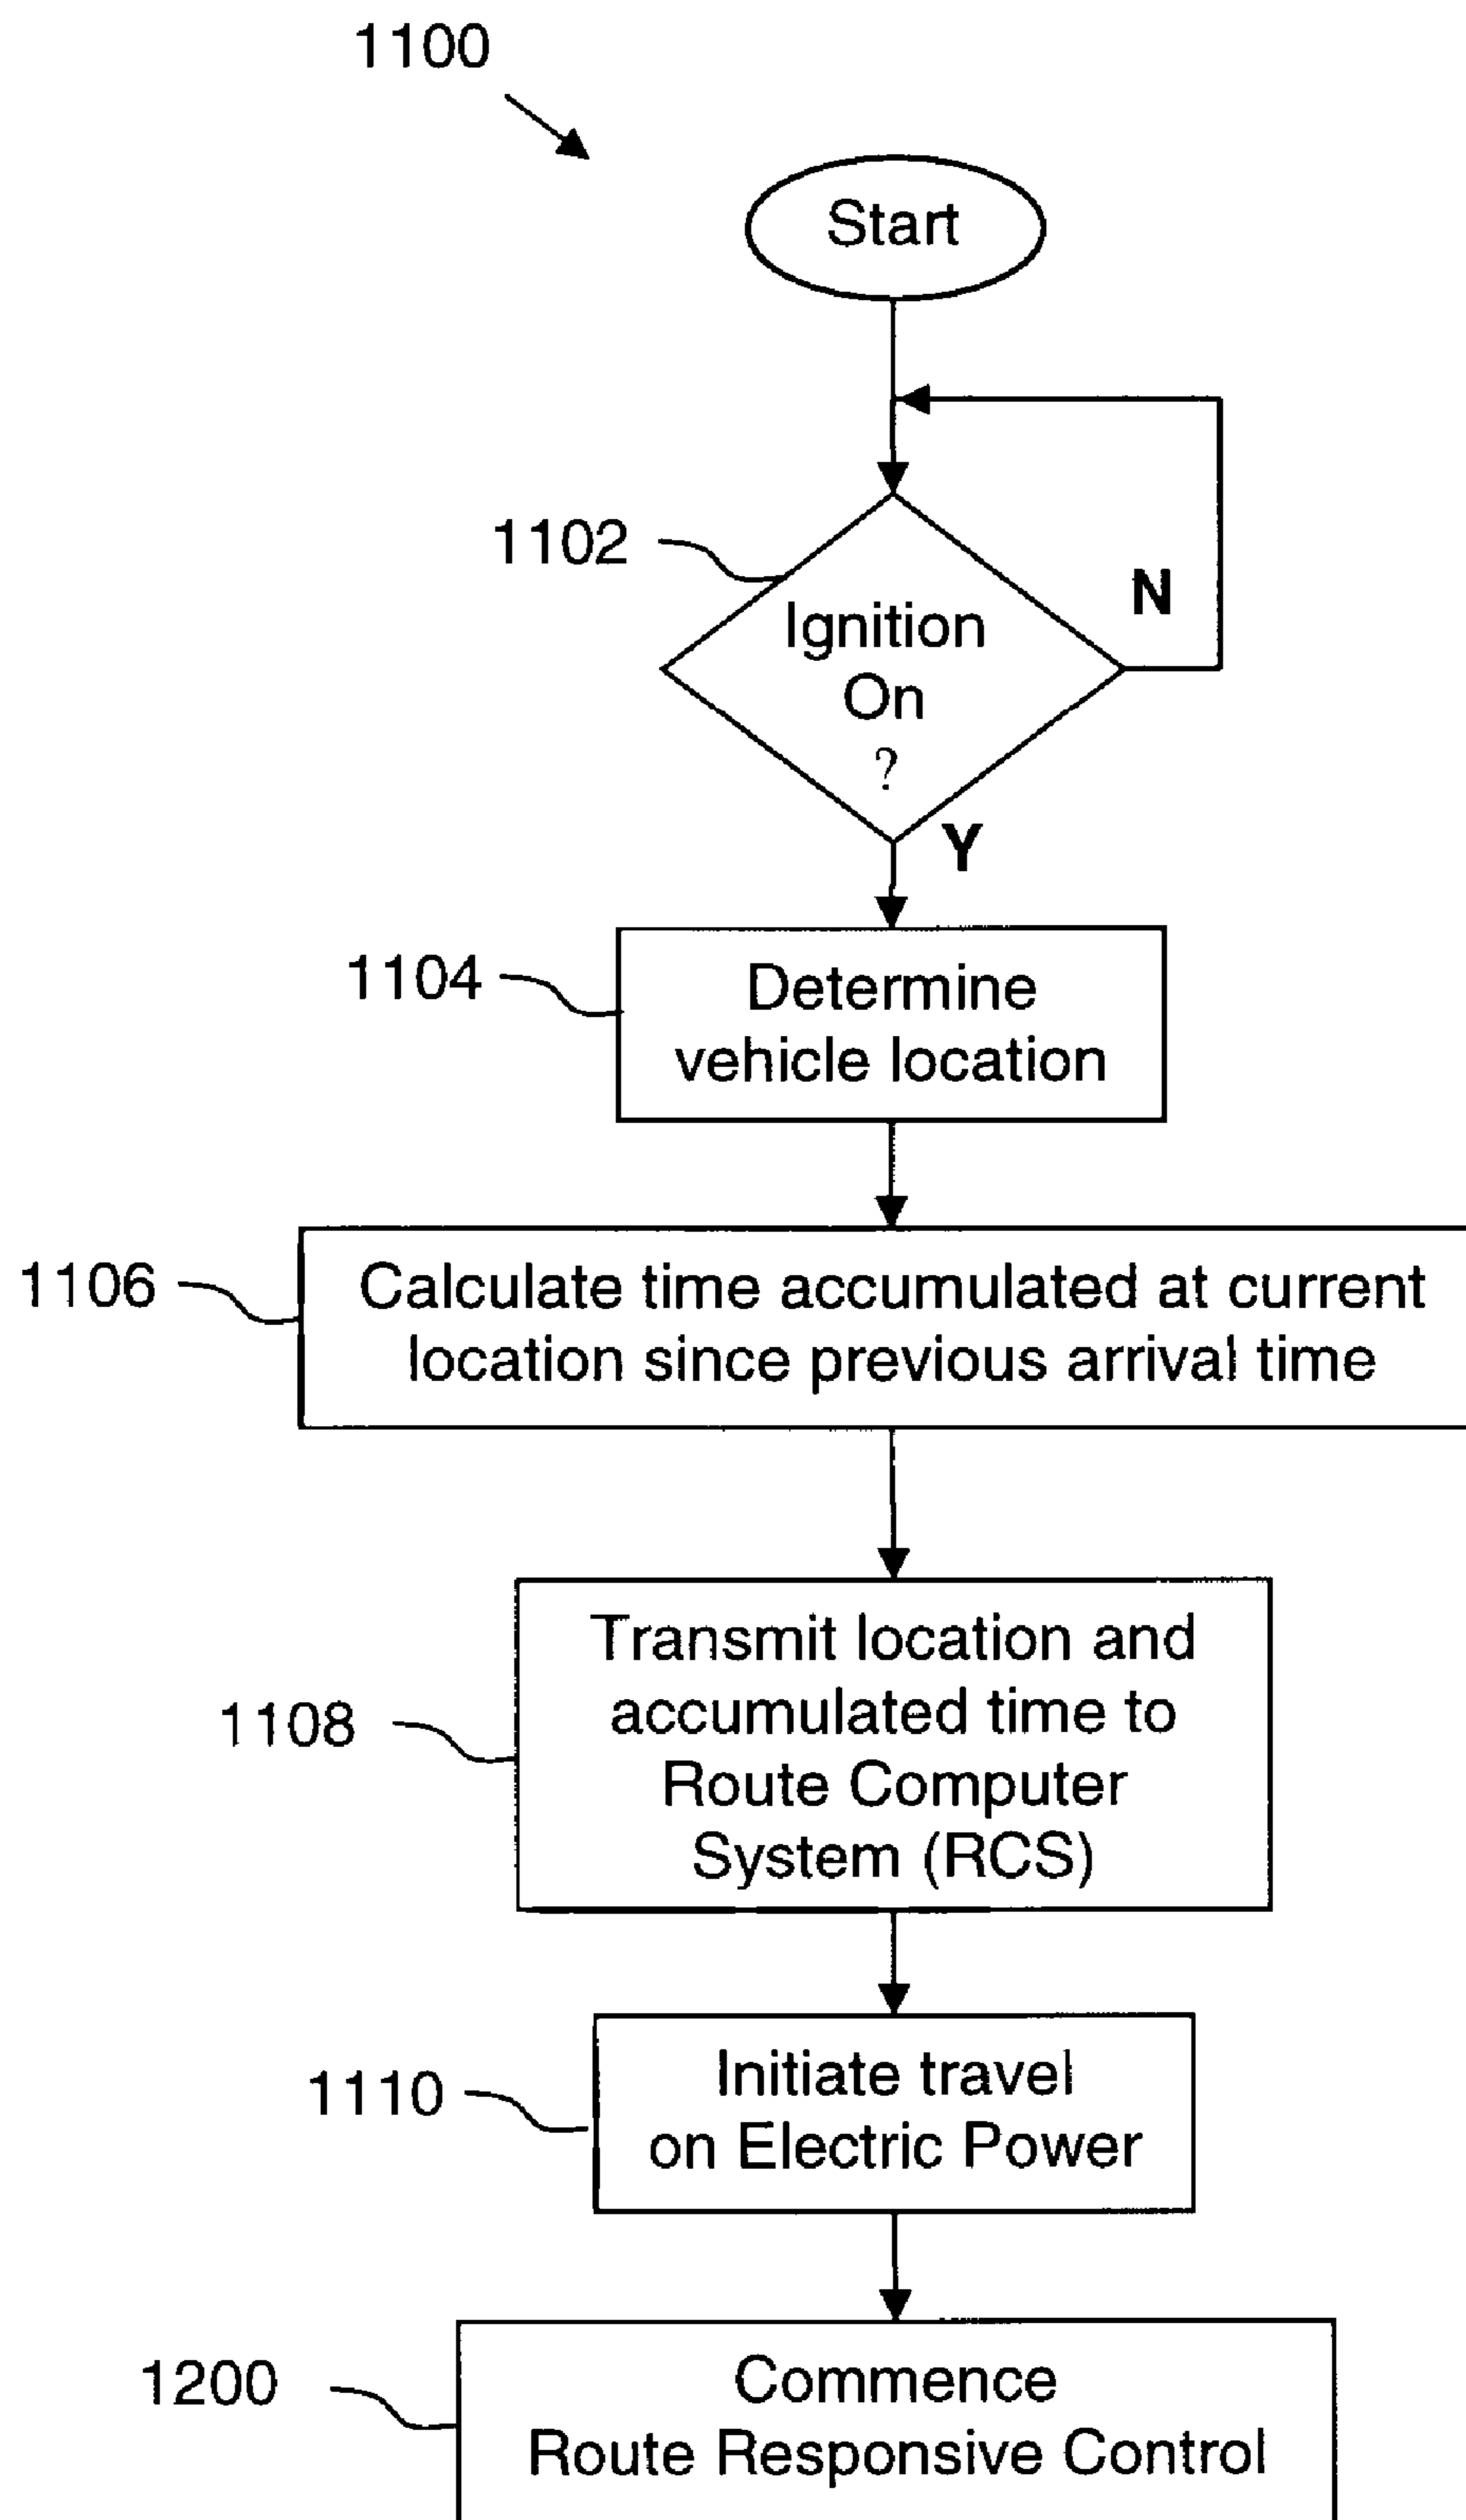 1100
Start
1102
Ignition
On
?
N
Y
1104
Determine
vehicle location
1106
Calculate time accumulated at current
location since previous arrival time
1108
Transmit location and
accumulated time to
Route Computer
System (RCS)
1110
Initiate travel
on Electric Power
1200
Commence
Route Responsive Control